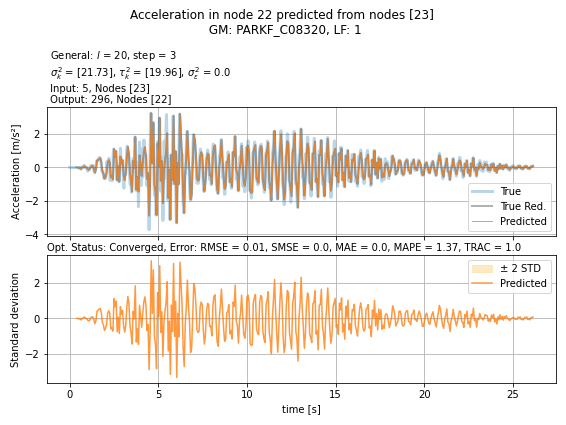 Acceleration in node 22 predicted from nodes [23]
GM: PARKF_C08320, LF: 1
General: l = 20, step = 3
σ²ₖ = [21.73], τ²ₖ = [19.96], σ²_ε = 0.0
Input: 5, Nodes [23]
Output: 296, Nodes [22]
Acceleration [m/s²]
2
0
−2
−4
True
True Red.
Predicted
Opt. Status: Converged, Error: RMSE = 0.01, SMSE = 0.0, MAE = 0.0, MAPE = 1.37, TRAC = 1.0
Standard deviation
2
0
−2
± 2 STD
Predicted
0 5 10 15 20 25
time [s]